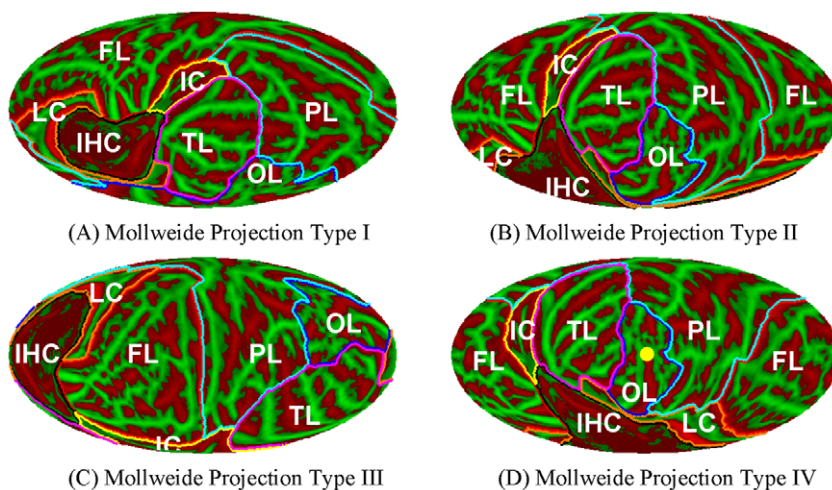 FL
IC
LC
PL
IHC
TL
OL
(A) Mollweide Projection Type I
IC
FL
TL
PL
FL
LC
OL
IHC
(B) Mollweide Projection Type II
LC
OL
IHC
FL
PL
TL
IC
(C) Mollweide Projection Type III
IC
TL
PL
FL
FL
OL
IHC
LC
(D) Mollweide Projection Type IV